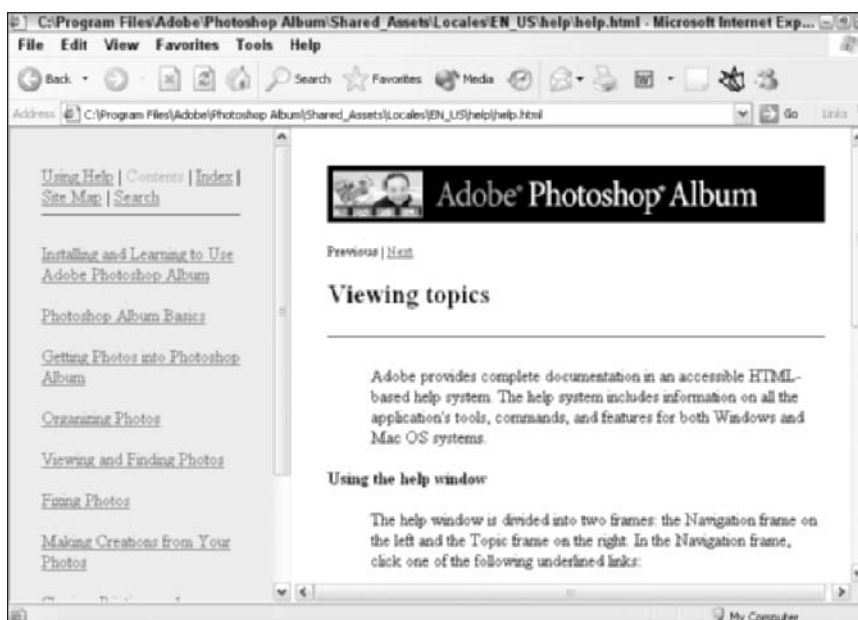 C:\Program Files\Adobe\Photoshop Album\Shared_Assets\Locales\EN_US\help\help.html - Microsoft Internet Exp...
File Edit View Favorites Tools Help
Back Search Favorites Media
Address C:\Program Files\Adobe\Photoshop Album\Shared_Assets\Locales\EN_US\help\help.html Go Links
Using Help | Contents | Index |
Site Map | Search
Installing and Learning to Use
Adobe Photoshop Album
Photoshop Album Basics
Getting Photos into Photoshop
Album
Organizing Photos
Viewing and Finding Photos
Fixing Photos
Making Creations from Your
Photos
Adobe® Photoshop® Album
Previous | Next
Viewing topics
Adobe provides complete documentation in an accessible HTML-
based help system. The help system includes information on all the
application's tools, commands, and features for both Windows and
Mac OS systems.
Using the help window
The help window is divided into two frames: the Navigation frame on
the left and the Topic frame on the right. In the Navigation frame,
click one of the following underlined links:
My Computer